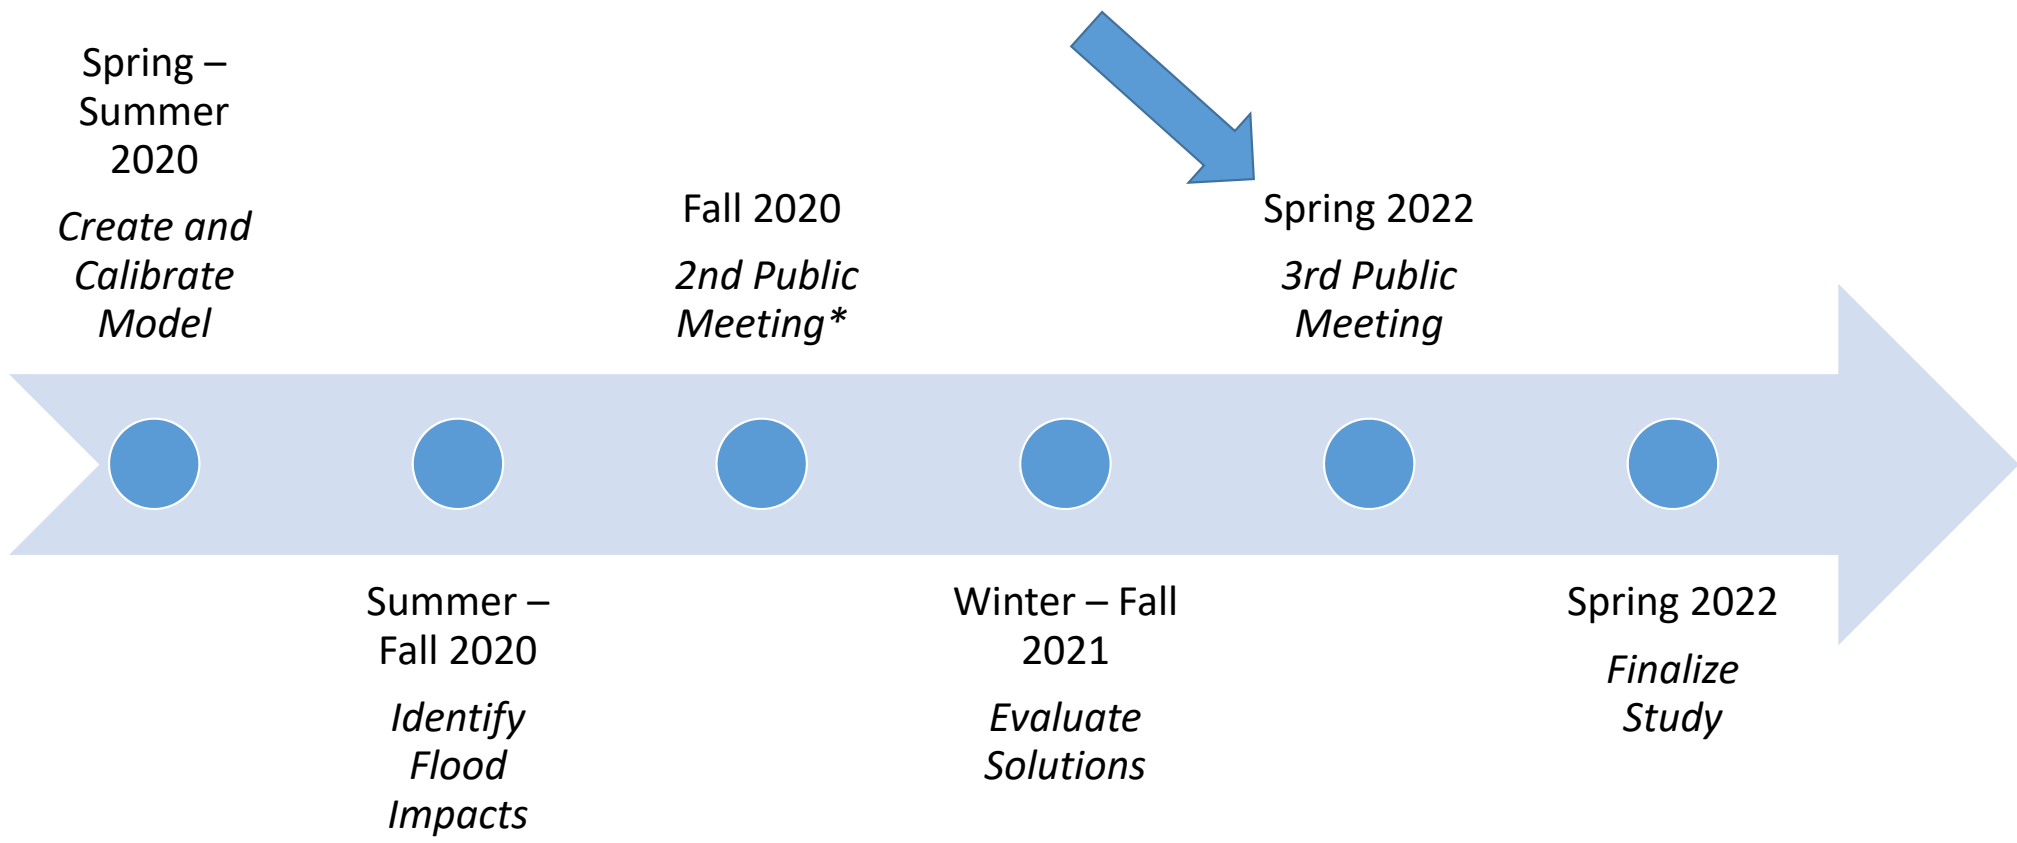 Spring –
Summer
2020
Create and
Calibrate
Model
Summer –
Fall 2020
Identify
Flood
Impacts
Fall 2020
2nd Public
Meeting*
Winter – Fall
2021
Evaluate
Solutions
Spring 2022
3rd Public
Meeting
Spring 2022
Finalize
Study